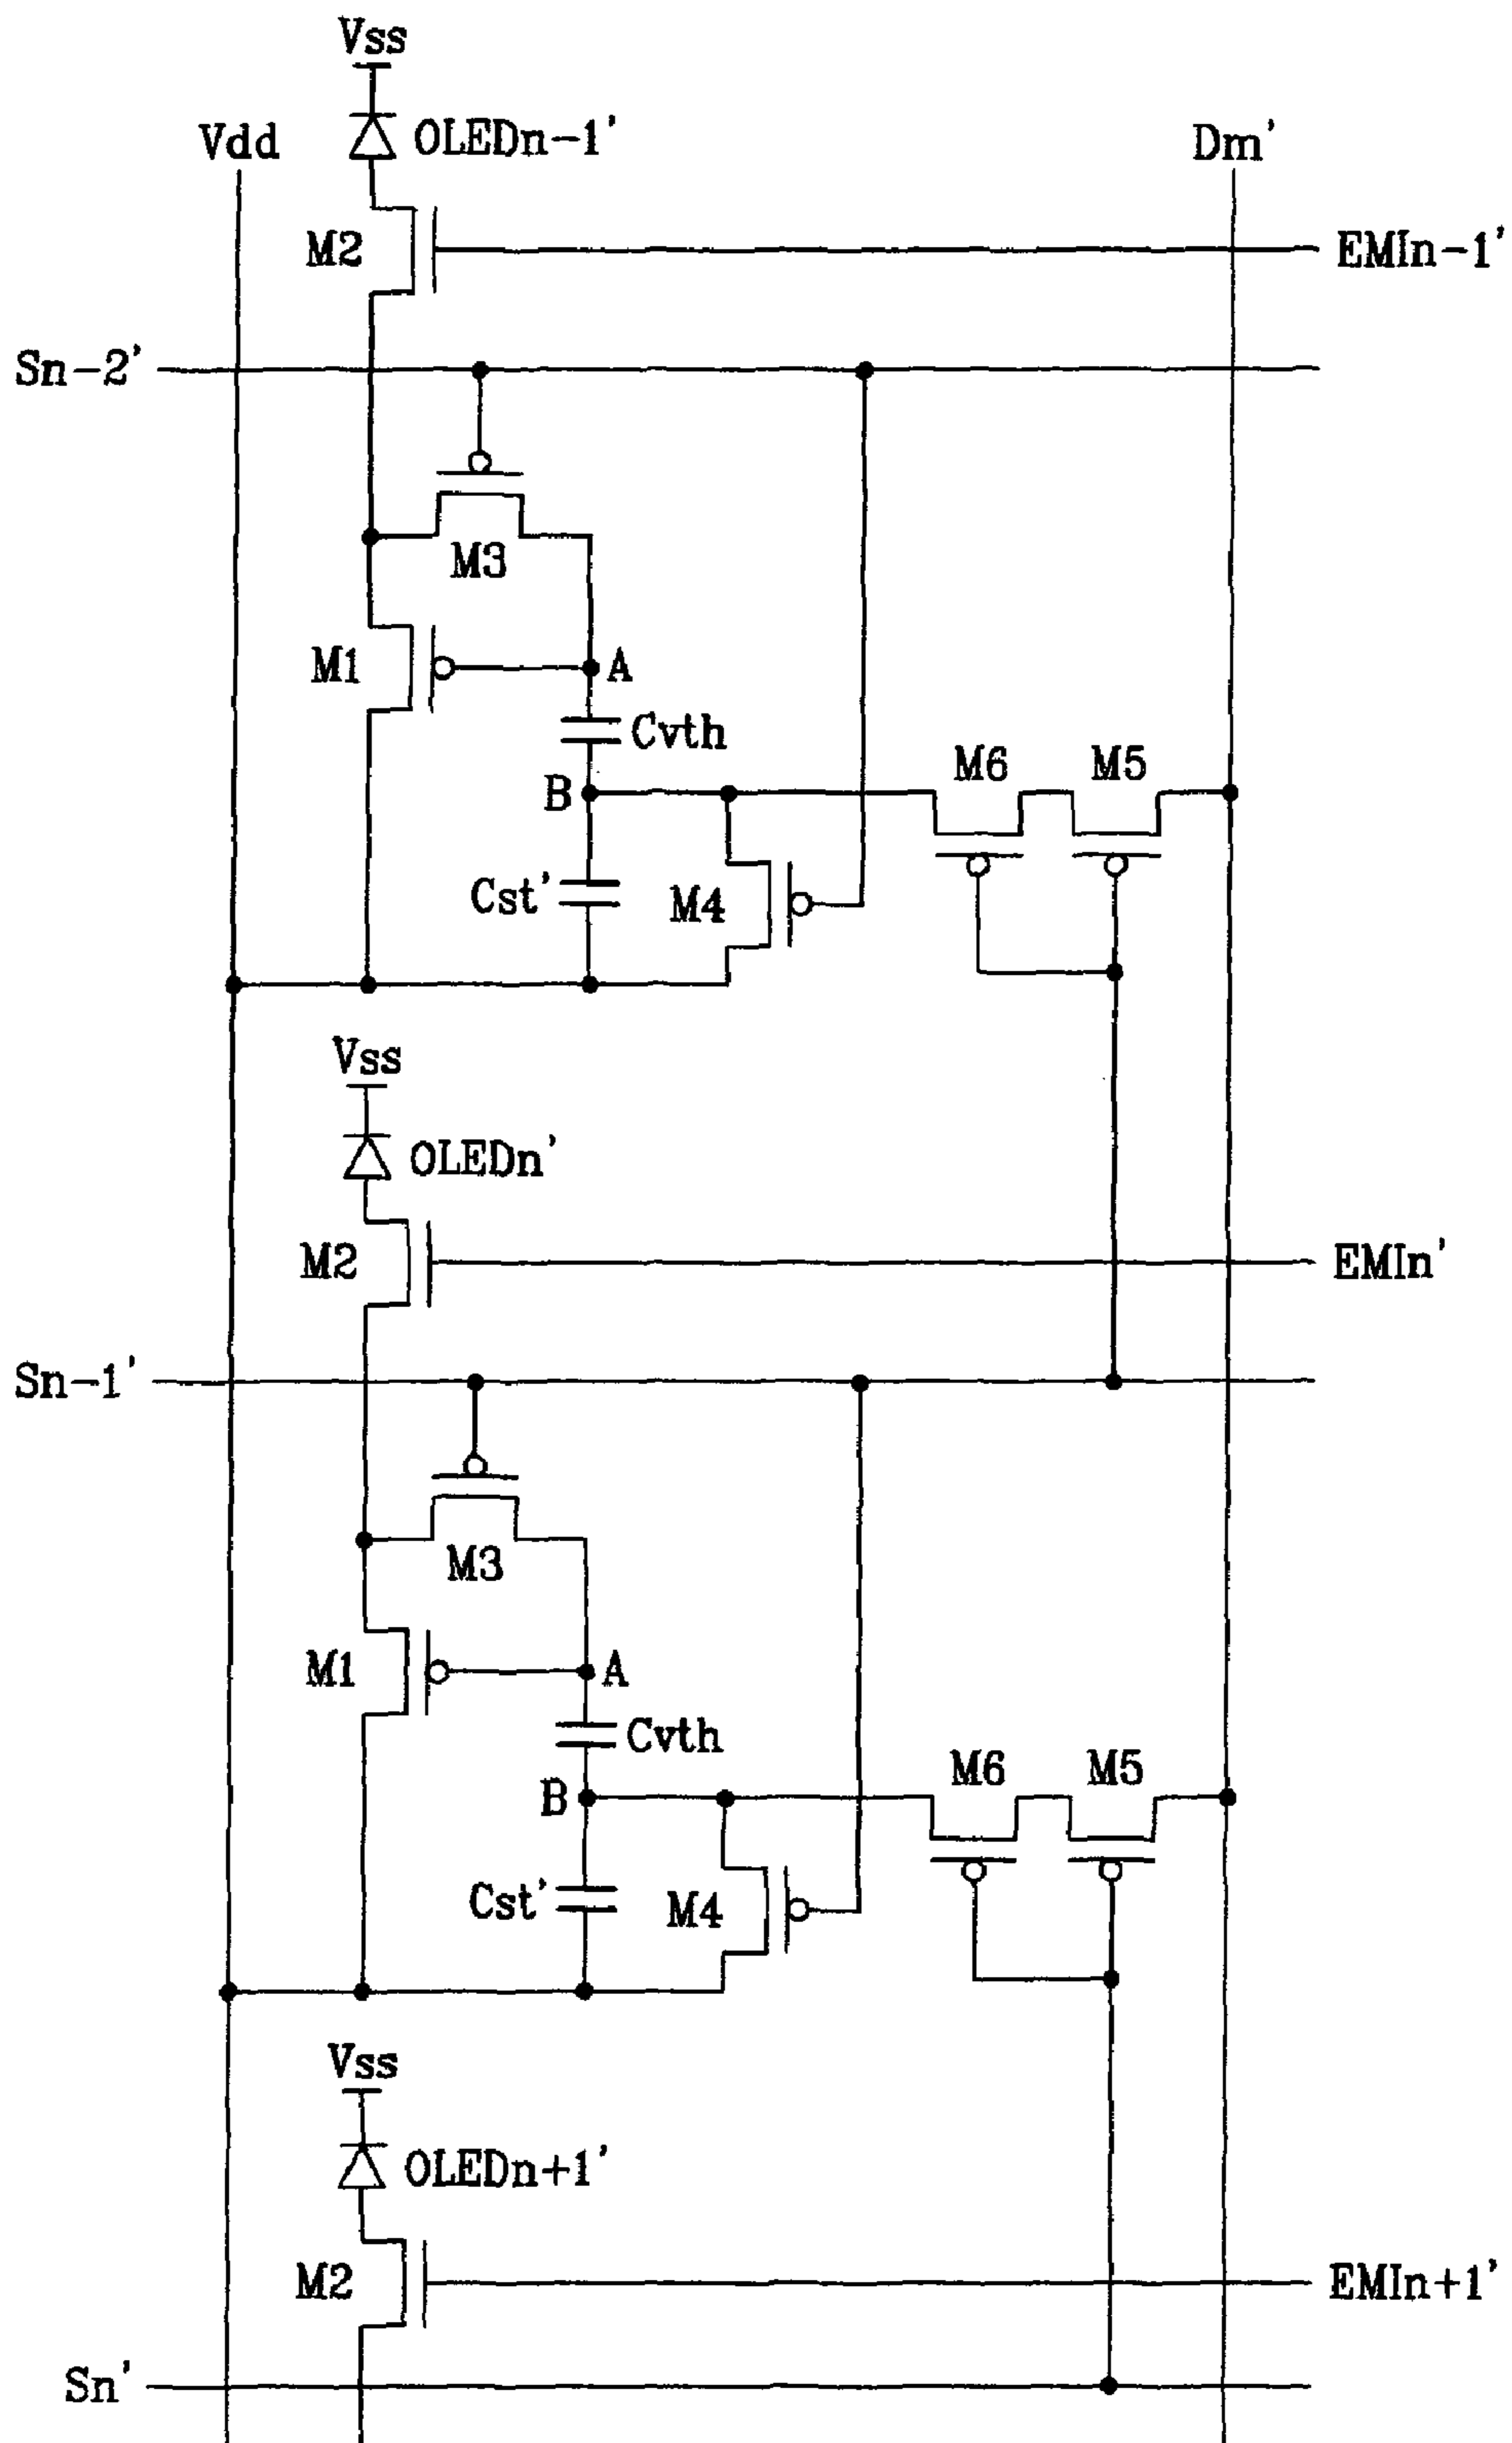 Vss
Vdd
OLEDn-1'
Dm'
M2
EMIn-1'
Sn-2'
M3
M1
A
Cvth
B
M6
M5
Cst'
M4
Vss
OLEDn'
M2
EMIn'
Sn-1'
M3
M1
A
Cvth
B
M6
M5
Cst'
M4
Vss
OLEDn+1'
M2
EMIn+1'
Sn'